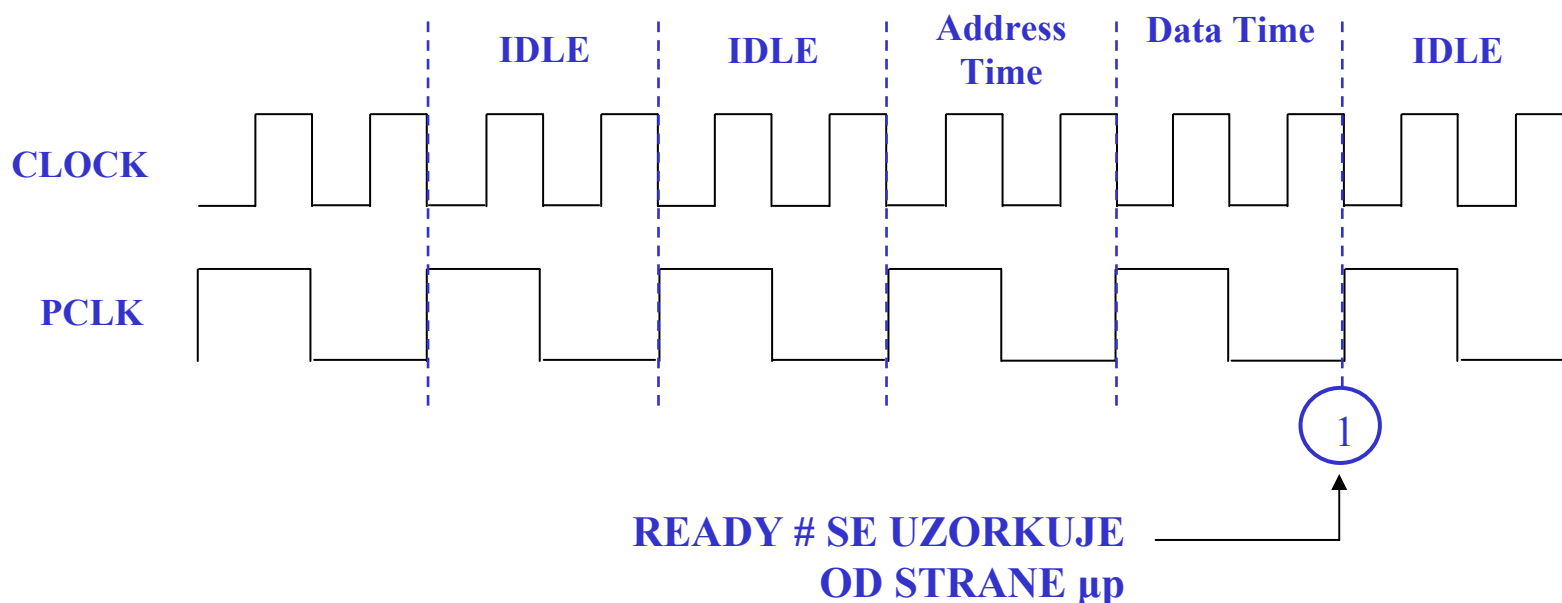 IDLE
IDLE
Address
Time
Data Time
IDLE
CLOCK
PCLK
1
READY # SE UZORKUJE
OD STRANE µp